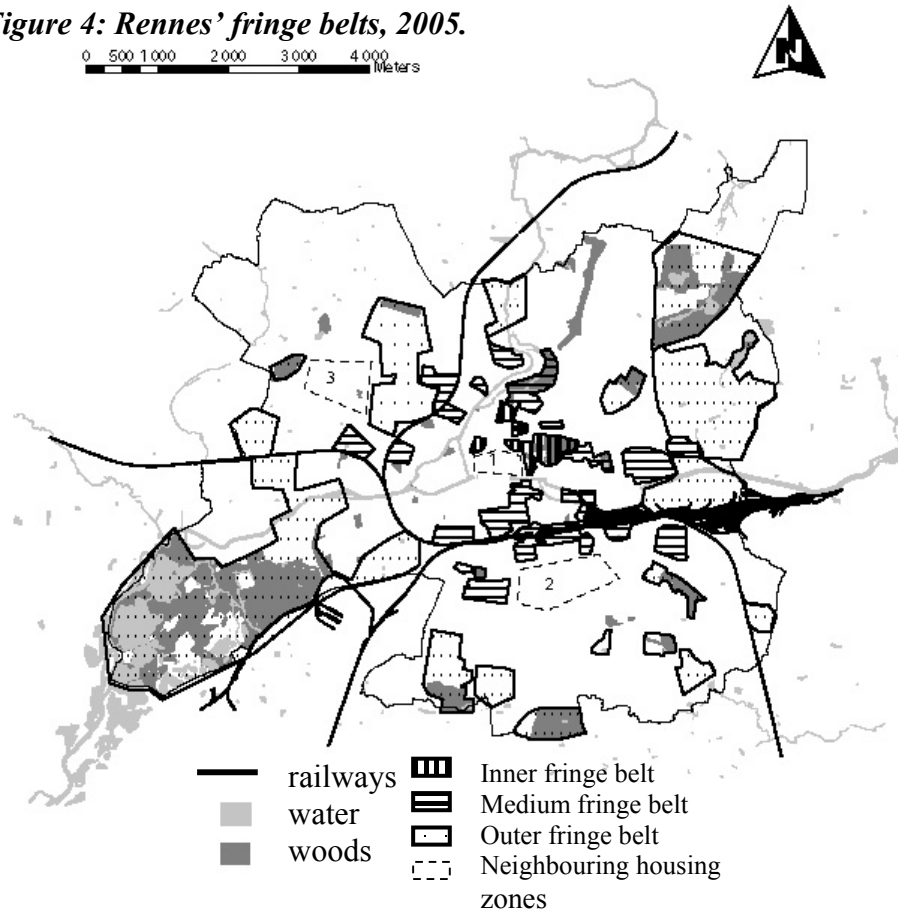 igure 4: Rennes' fringe belts, 2005.
0 500 1 000 2 000 3 000 4 000
Meters
N
3
1
2
railways
water
woods
Inner fringe belt
Medium fringe belt
Outer fringe belt
Neighbouring housing
zones